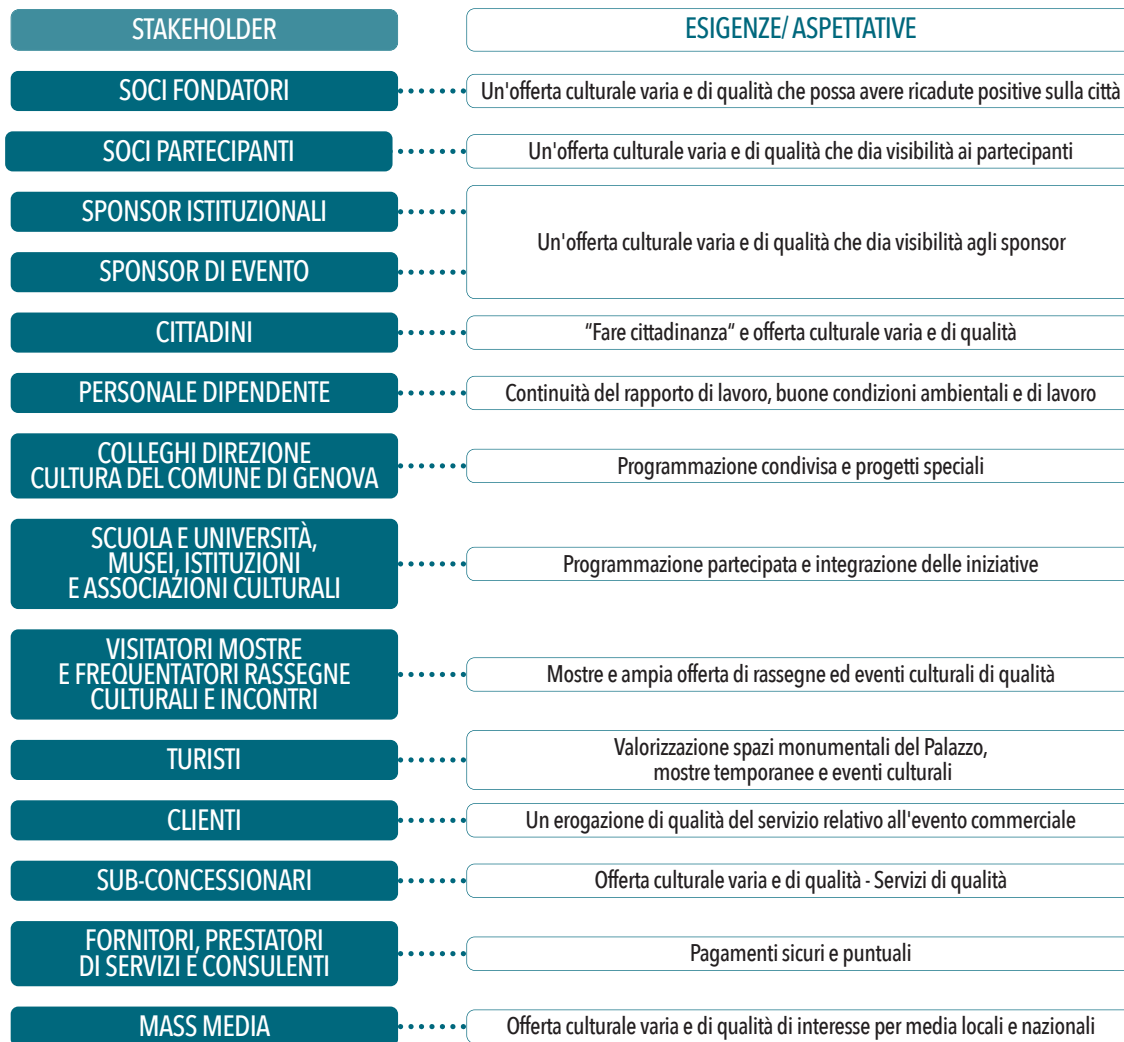 STAKEHOLDER
ESIGENZE/ ASPETTATIVE
SOCI FONDATORI
Un'offerta culturale varia e di qualità che possa avere ricadute positive sulla città
SOCI PARTECIPANTI
Un'offerta culturale varia e di qualità che dia visibilità ai partecipanti
SPONSOR ISTITUZIONALI
SPONSOR DI EVENTO
Un'offerta culturale varia e di qualità che dia visibilità agli sponsor
CITTADINI
"Fare cittadinanza" e offerta culturale varia e di qualità
PERSONALE DIPENDENTE
Continuità del rapporto di lavoro, buone condizioni ambientali e di lavoro
COLLEGHI DIREZIONE
CULTURA DEL COMUNE DI GENOVA
Programmazione condivisa e progetti speciali
SCUOLA E UNIVERSITÀ,
MUSEI, ISTITUZIONI
E ASSOCIAZIONI CULTURALI
Programmazione partecipata e integrazione delle iniziative
VISITATORI MOSTRE
E FREQUENTATORI RASSEGNE
CULTURALI E INCONTRI
Mostre e ampia offerta di rassegne ed eventi culturali di qualità
TURISTI
Valorizzazione spazi monumentali del Palazzo,
mostre temporanee e eventi culturali
CLIENTI
Un erogazione di qualità del servizio relativo all'evento commerciale
SUB-CONCESSIONARI
Offerta culturale varia e di qualità - Servizi di qualità
FORNITORI, PRESTATORI
DI SERVIZI E CONSULENTI
Pagamenti sicuri e puntuali
MASS MEDIA
Offerta culturale varia e di qualità di interesse per media locali e nazionali